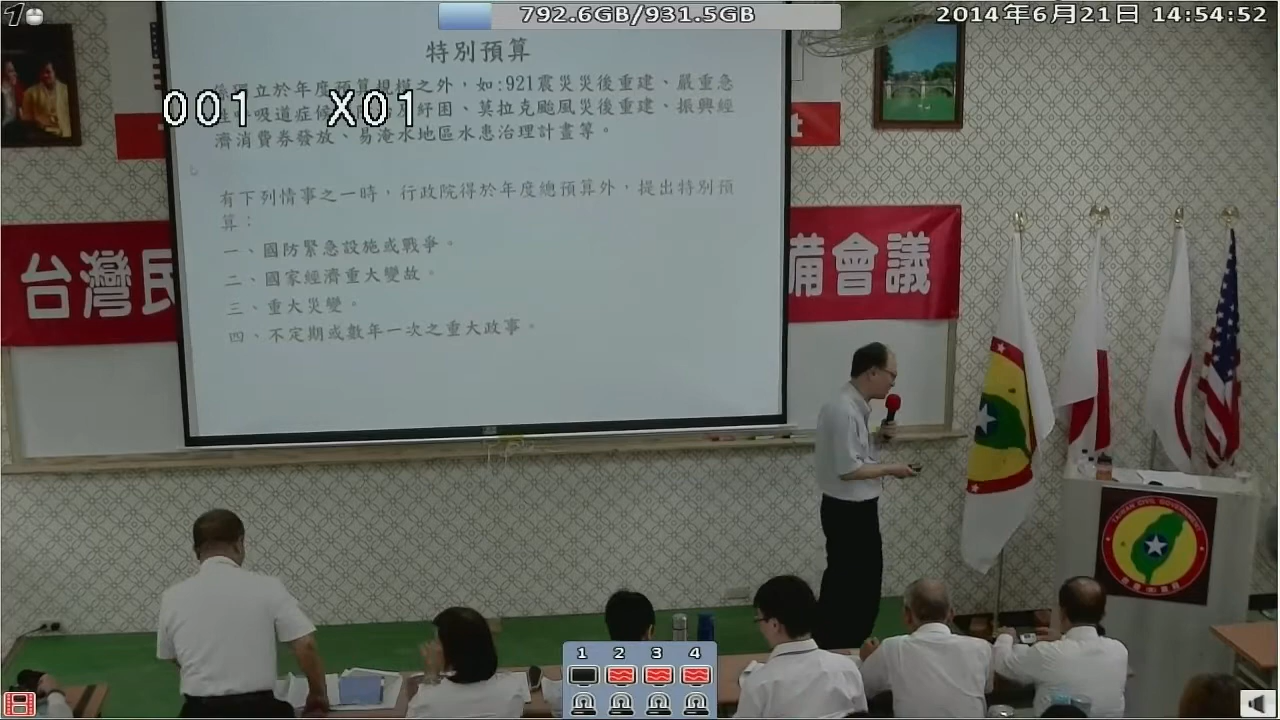 1
792.6GB/931.5GB
2014年6月21日 14:54:52
特別預算
立於年度預算規模之外，如:921震災災後重建、嚴重急
呼吸道症候 紓困、莫拉克颱風災後重建、振興經
濟消費券發放、易淹水地區水患治理計畫等。
001 X01
有下列情事之一時，行政院得於年度總預算外，提出特別預
算：
一、國防緊急設施或戰爭。
二、國家經濟重大變故。
三、重大災變。
四、不定期或數年一次之重大政事。
t
台灣民
備會議
TAIWAN CIVIL GOVERNMENT
1 2 3 4